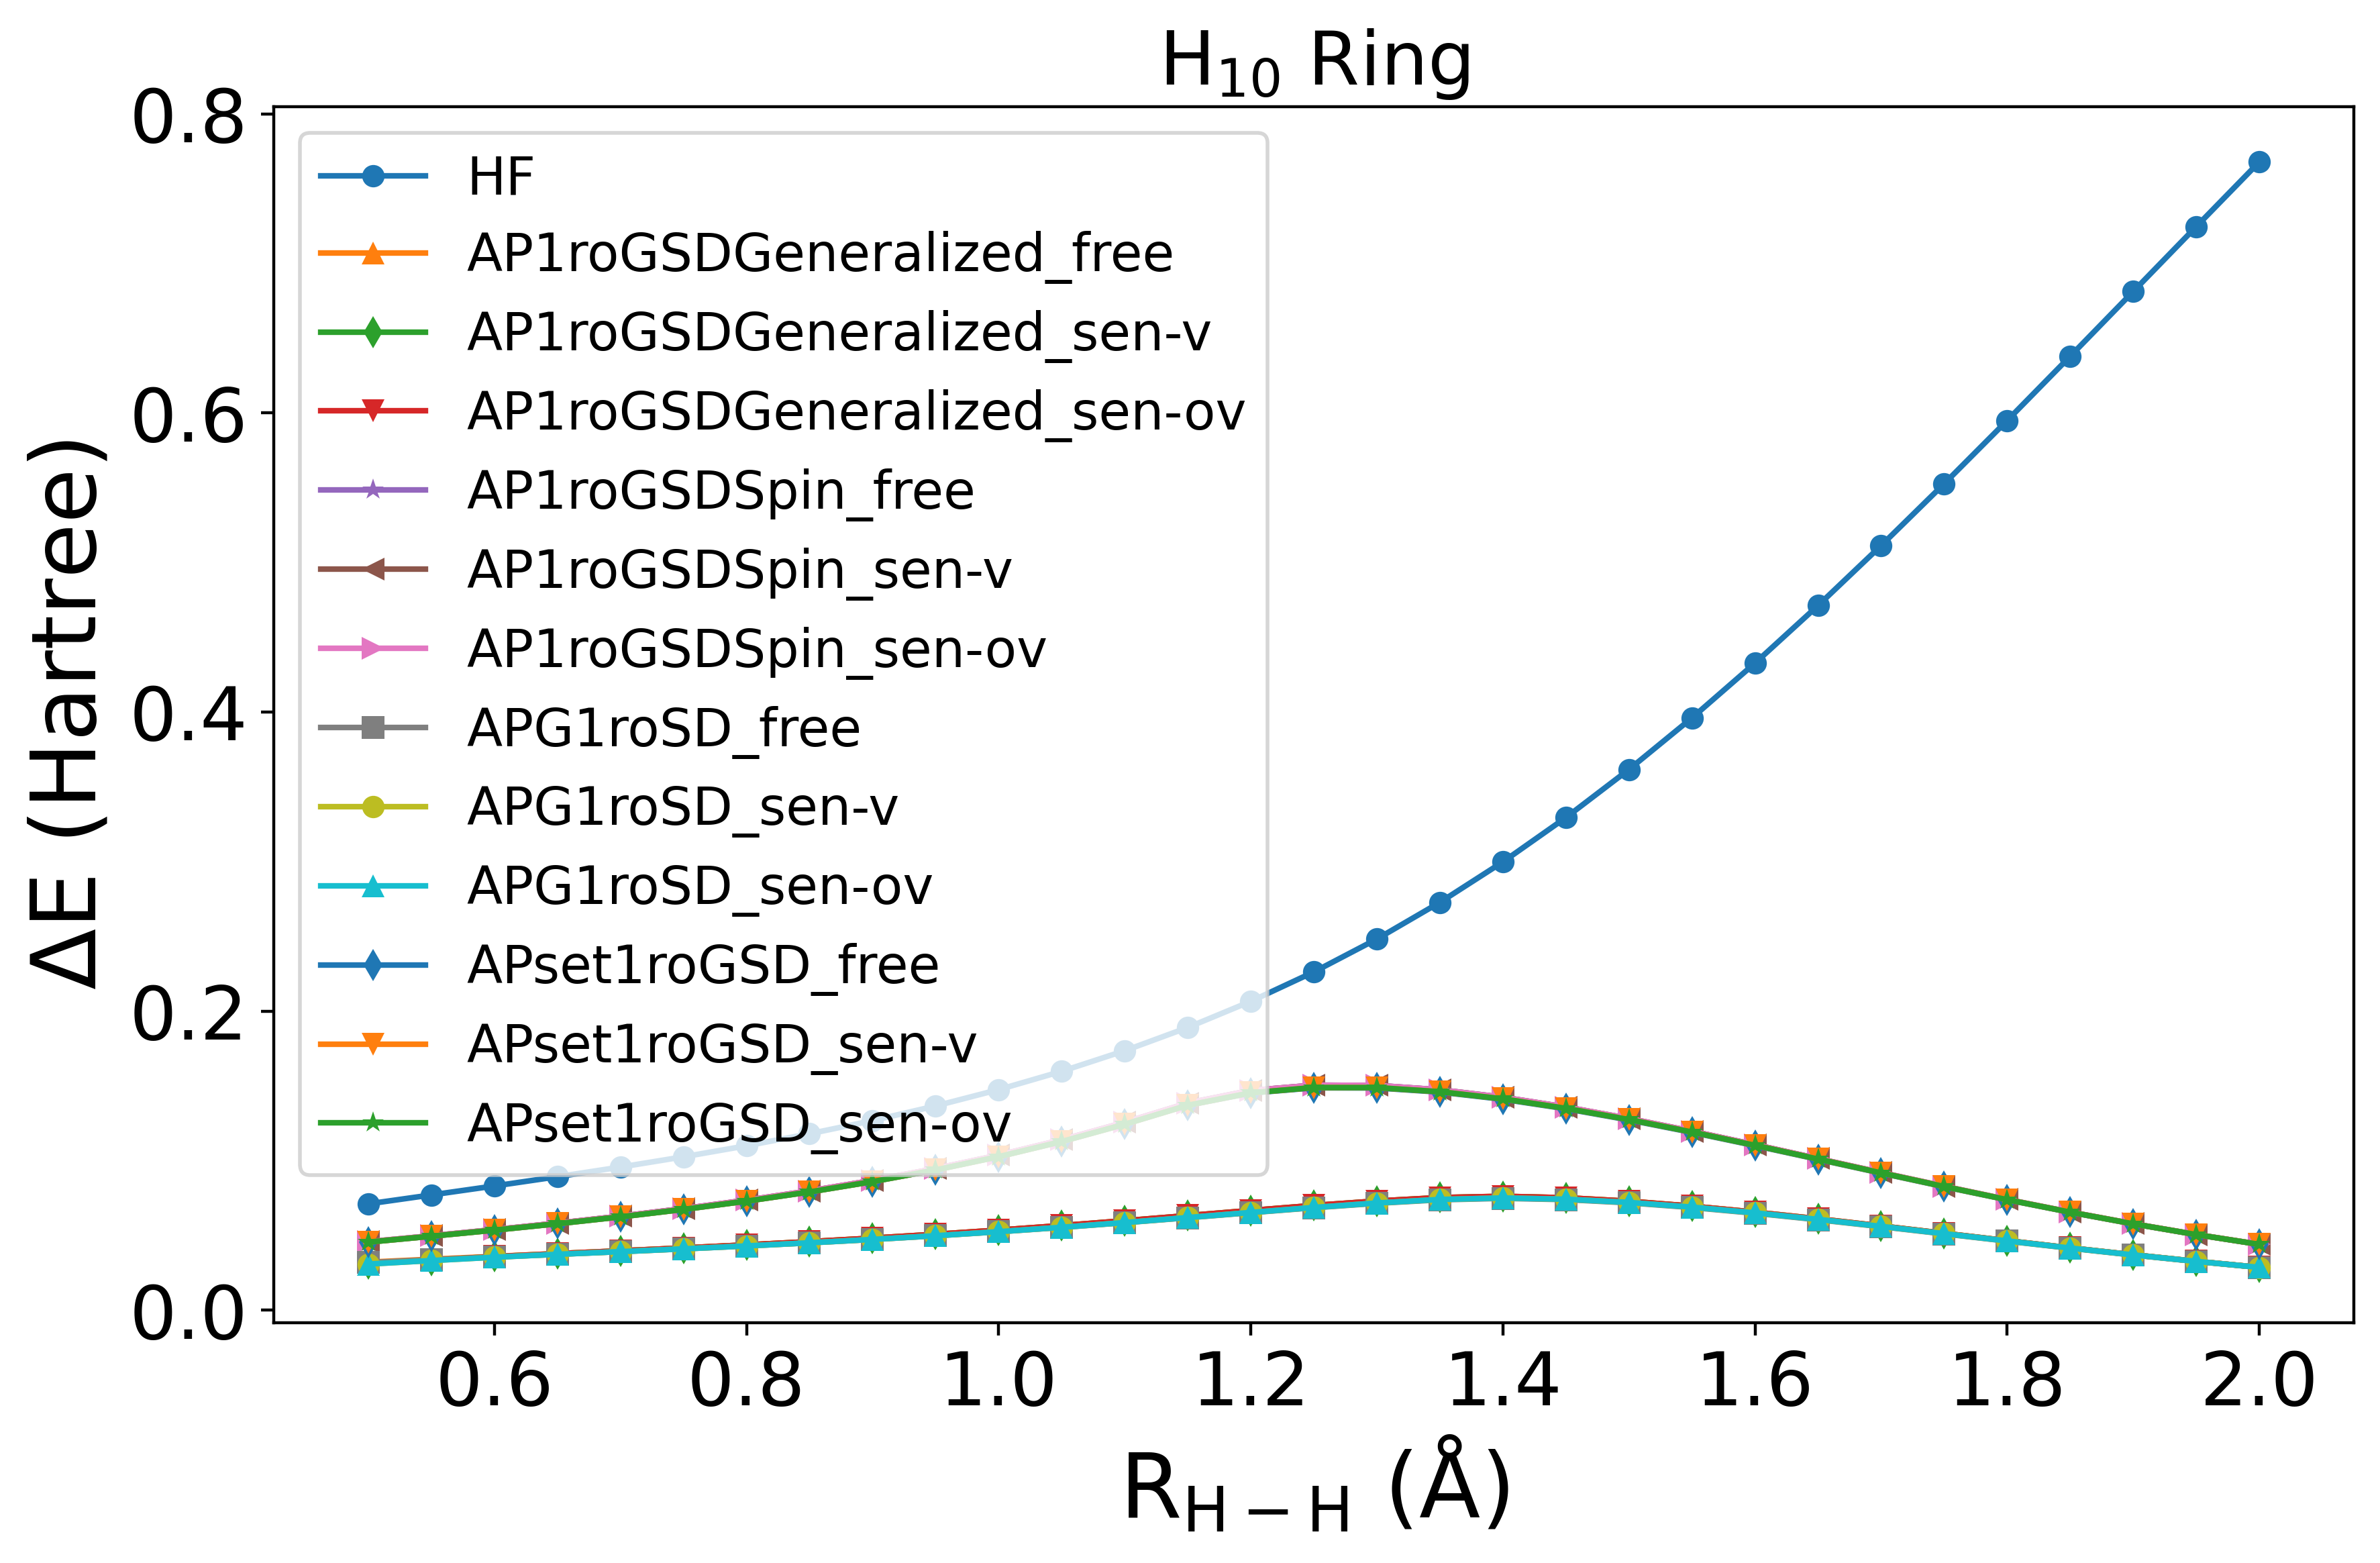 H₁₀ Ring
0.8
0.6
0.4
0.2
0.0
ΔE (Hartree)
HF
AP1roGSDGeneralized_free
AP1roGSDGeneralized_sen-v
AP1roGSDGeneralized_sen-ov
AP1roGSDSpin_free
AP1roGSDSpin_sen-v
AP1roGSDSpin_sen-ov
APG1roSD_free
APG1roSD_sen-v
APG1roSD_sen-ov
APset1roGSD_free
APset1roGSD_sen-v
APset1roGSD_sen-ov
0.6 0.8 1.0 1.2 1.4 1.6 1.8 2.0
R_H−H (Å)